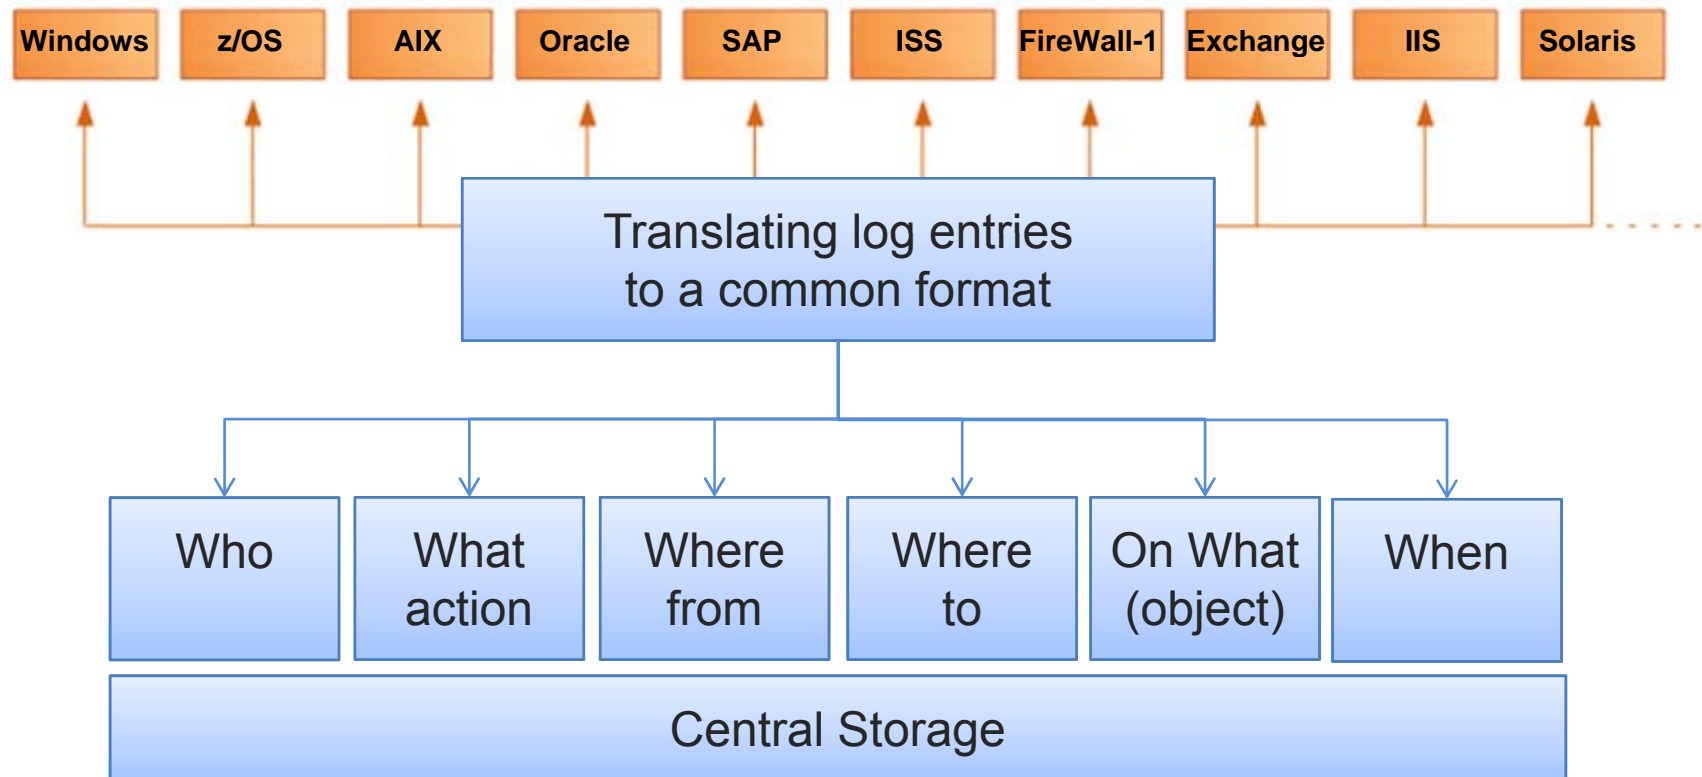 Windows
z/OS
AIX
Oracle
SAP
ISS
FireWall-1
Exchange
IIS
Solaris
Translating log entries
to a common format
Who
What
action
Where
from
Where
to
On What
(object)
When
Central Storage